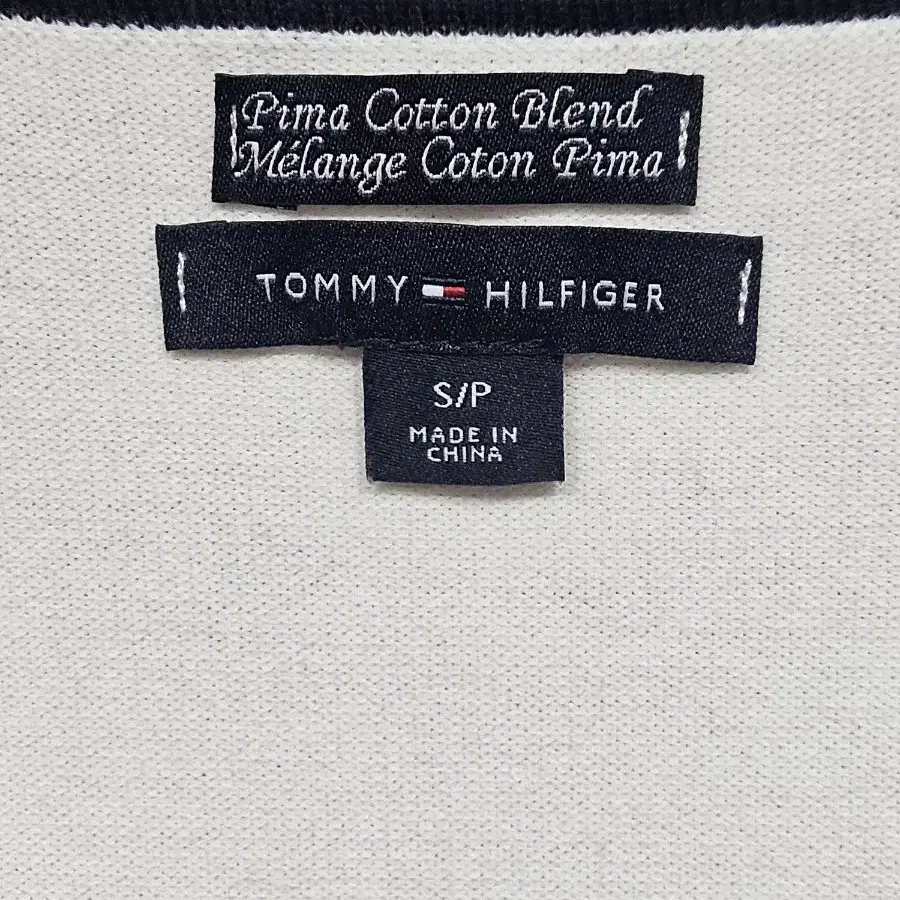 Pima Cotton Blend
Mélange Coton Pima
TOMMY HILFIGER
S/P
MADE IN
CHINA